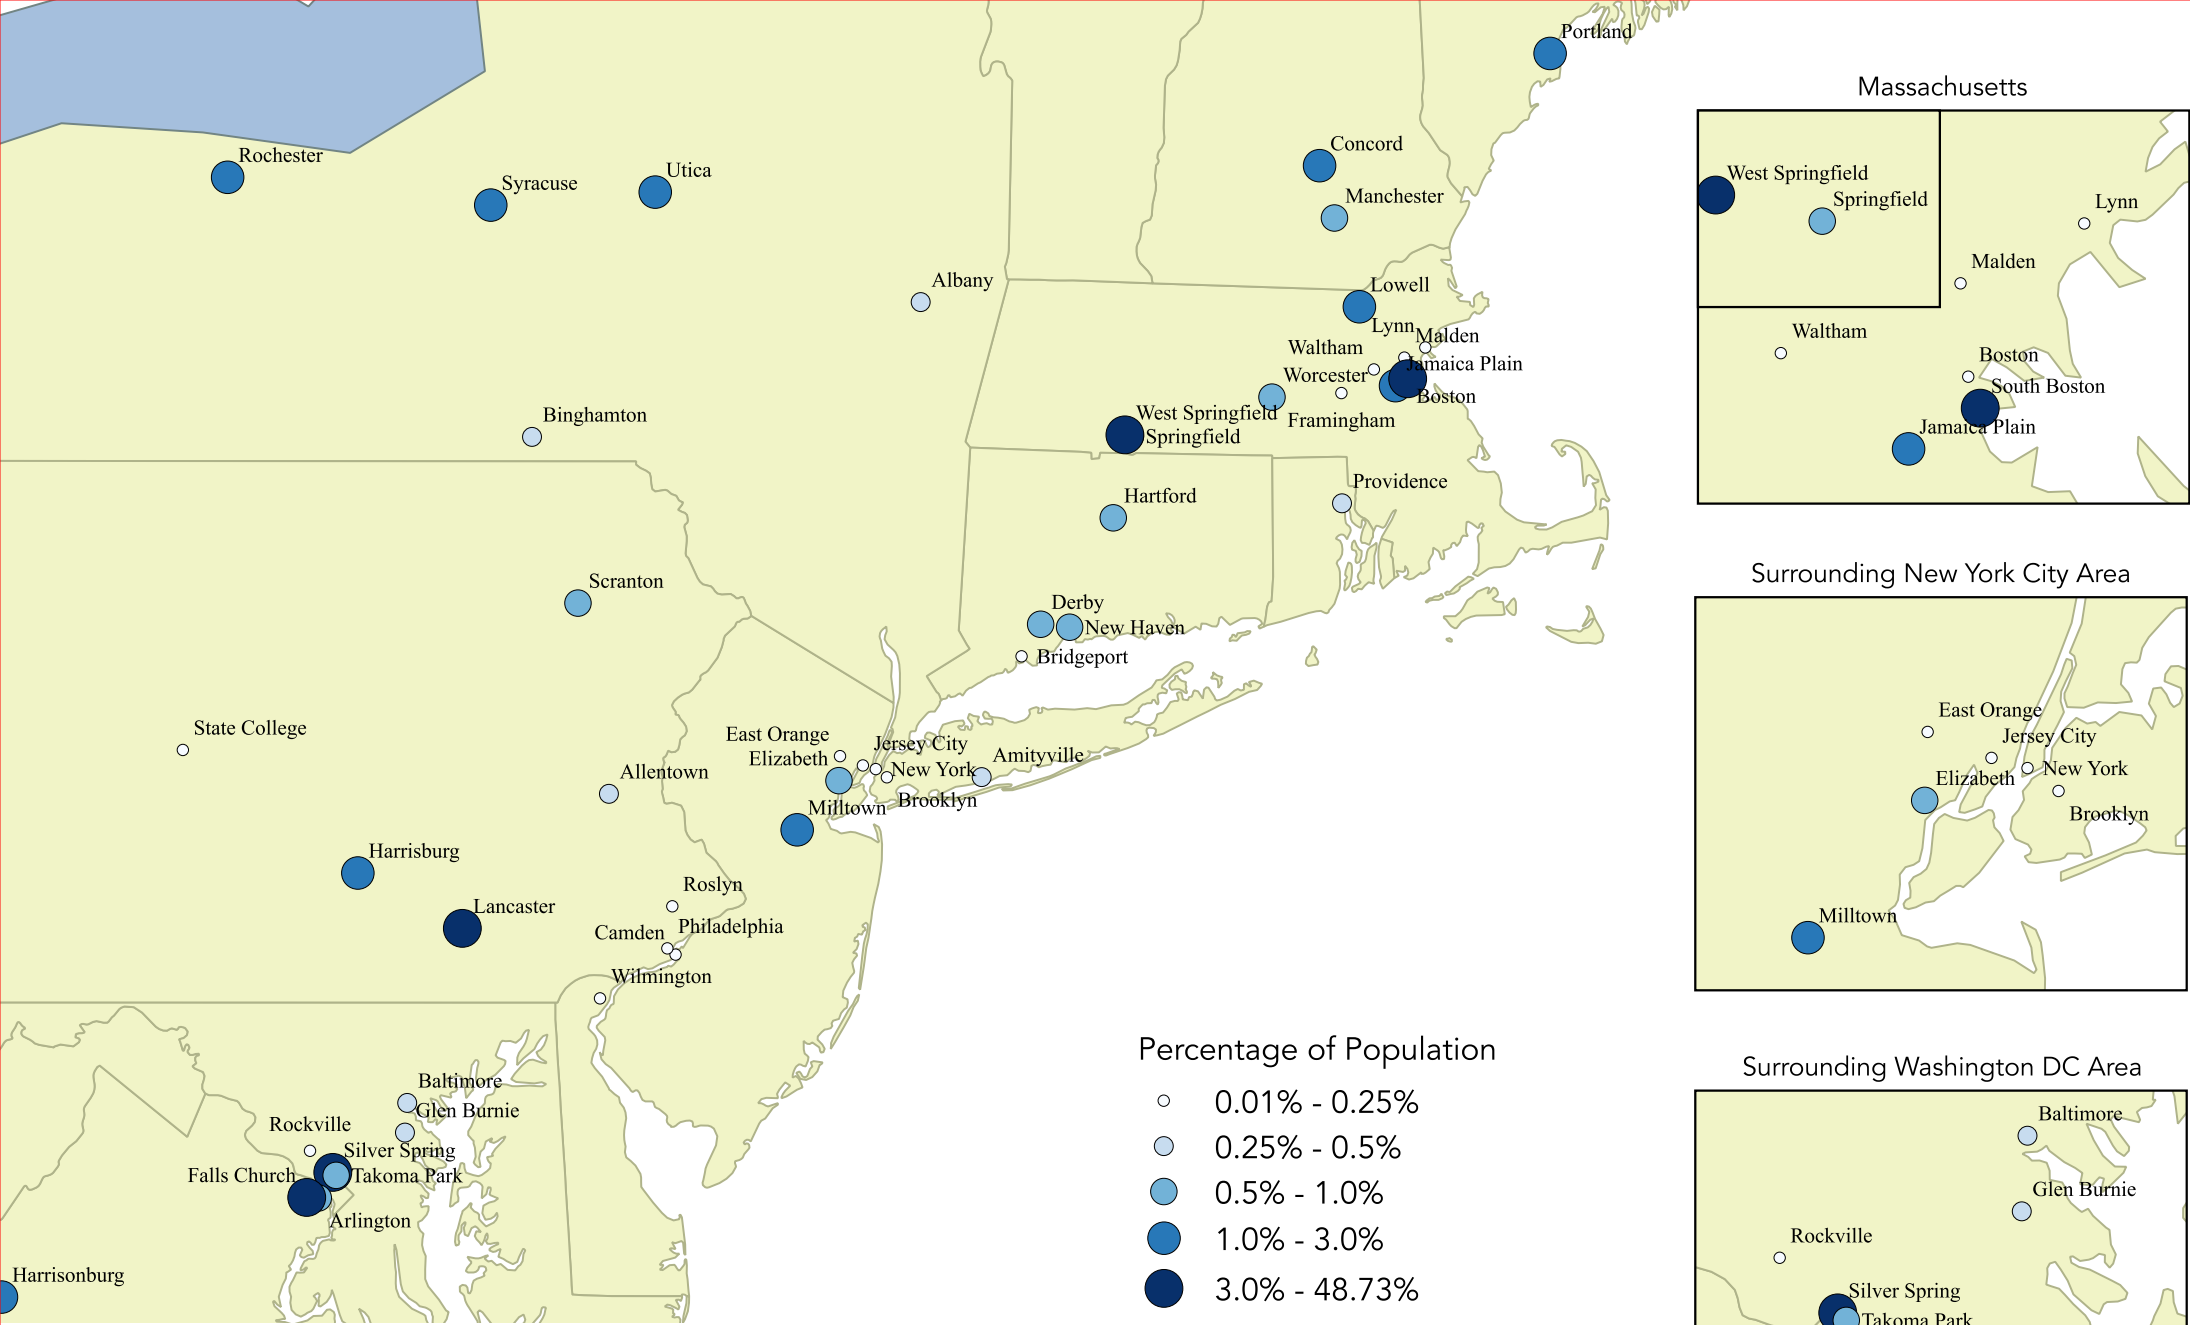 Portland
Massachusetts
Rochester
Syracuse
Utica
Concord
Manchester
West Springfield
Springfield
Lynn
Malden
Waltham
Boston
South Boston
Jamaica Plain
Albany
Lowell
Lynn
Malden
Waltham
Jamaica Plain
Worcester
Boston
Framingham
West Springfield
Springfield
Binghamton
Providence
Hartford
Scranton
Derby
New Haven
Bridgeport
Surrounding New York City Area
East Orange
Jersey City
New York
Elizabeth
Brooklyn
Milltown
State College
East Orange
Jersey City
Elizabeth
New York
Amityville
Brooklyn
Milltown
Allentown
Harrisburg
Lancaster
Roslyn
Philadelphia
Camden
Wilmington
Percentage of Population
0.01% - 0.25%
0.25% - 0.5%
0.5% - 1.0%
1.0% - 3.0%
3.0% - 48.73%
Baltimore
Glen Burnie
Rockville
Silver Spring
Takoma Park
Falls Church
Arlington
Harrisonburg
Surrounding Washington DC Area
Baltimore
Glen Burnie
Rockville
Silver Spring
Takoma Park